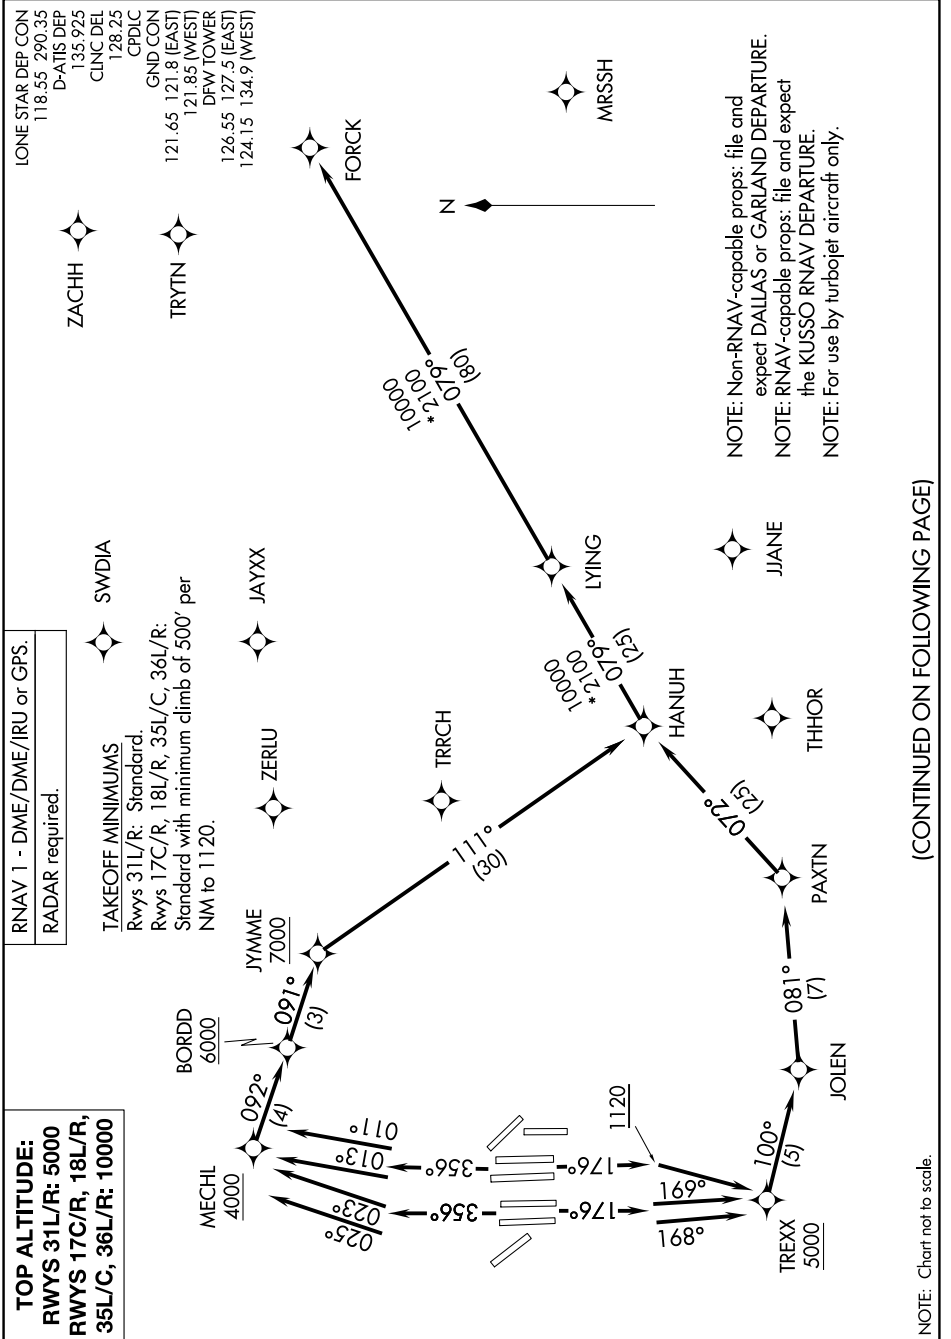 TOP ALTITUDE:
RWYS 31L/R: 5000
RWYS 17C/R, 18L/R,
35L/C, 36L/R: 10000
RNAV 1 - DME/DME/IRU or GPS.
RADAR required.
TAKEOFF MINIMUMS
Rwys 31L/R: Standard.
Rwys 17C/R, 18L/R, 35L/C, 36L/R:
Standard with minimum climb of 500' per
NM to 1120.
LONE STAR DEP CON
118.55 290.35
D-ATIS DEP
135.925
CLNC DEL
128.25
CPDLC
GND CON
121.65 121.8 (EAST)
121.85 (WEST)
DFW TOWER
126.55 127.5 (EAST)
124.15 134.9 (WEST)
SWDIA
ZACHH
TRYTN
JAYXX
ZERLU
TRRCH
FORCK
MRSSH
N
MECHL
4000
092°
(4)
BORDD
6000
091°
(3)
JYMME
7000
111°
(30)
025°
023°
013°
011°
356°
356°
176°
176°
1120
168°
169°
TREXX
5000
100°
(5)
JOLEN
081°
(7)
PAXTN
072°
(25)
HANUH
10000
*2100
079°
(25)
LYING
10000
*2100
079°
(80)
THHOR
JJANE
NOTE: Non-RNAV-capable props: file and
expect DALLAS or GARLAND DEPARTURE.
NOTE: RNAV-capable props: file and expect
the KUSSO RNAV DEPARTURE.
NOTE: For use by turbojet aircraft only.
NOTE: Chart not to scale.
(CONTINUED ON FOLLOWING PAGE)